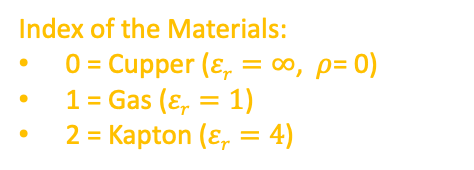 Index of the Materials:
• 0 = Cupper (εᵣ = ∞, ρ= 0)
• 1 = Gas (εᵣ = 1)
• 2 = Kapton (εᵣ = 4)